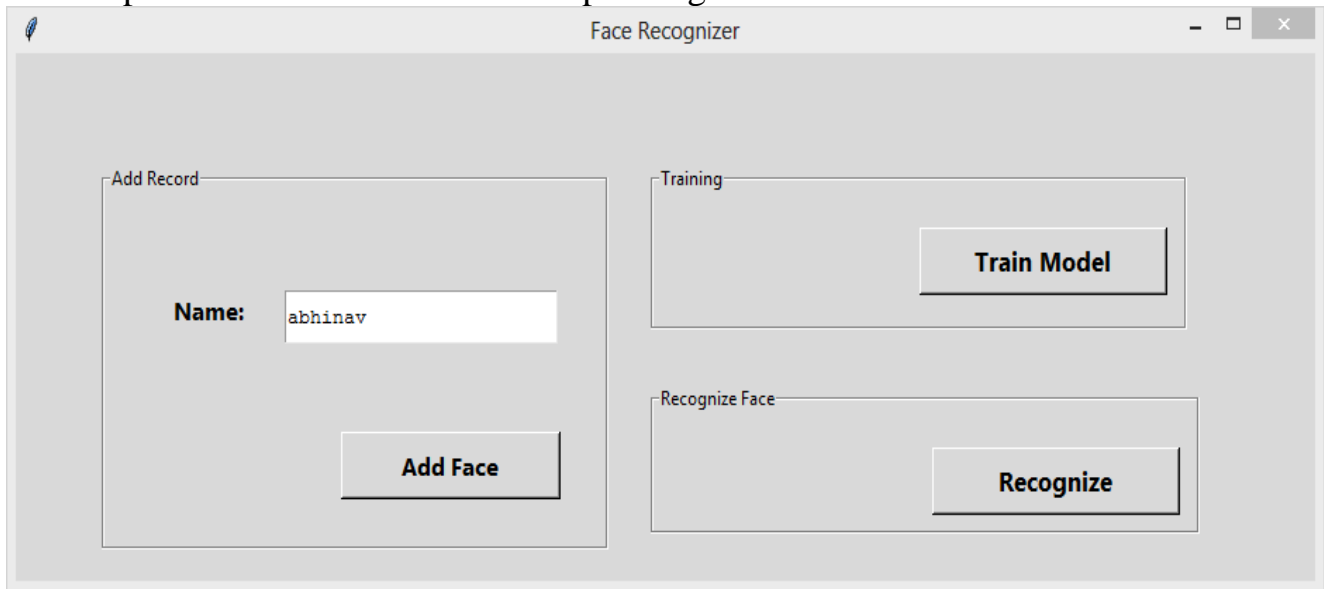 Face Recognizer
Add Record
Name:
abhinav
Add Face
Training
Train Model
Recognize Face
Recognize